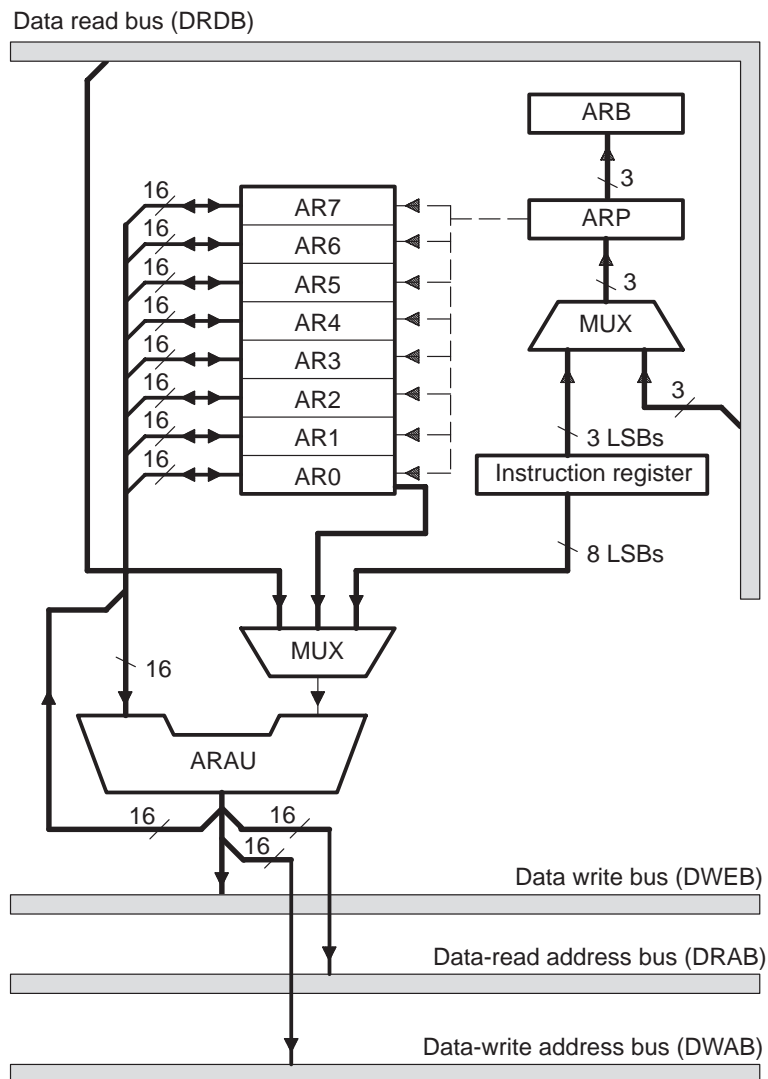 Data read bus (DRDB)
ARB
3
16
AR7
ARP
16
AR6
3
16
AR5
16
AR4
MUX
16
AR3
16
AR2
3
16
AR1
3 LSBs
16
AR0
Instruction register
8 LSBs
MUX
16
ARAU
16
16
16
Data write bus (DWEB)
Data-read address bus (DRAB)
Data-write address bus (DWAB)